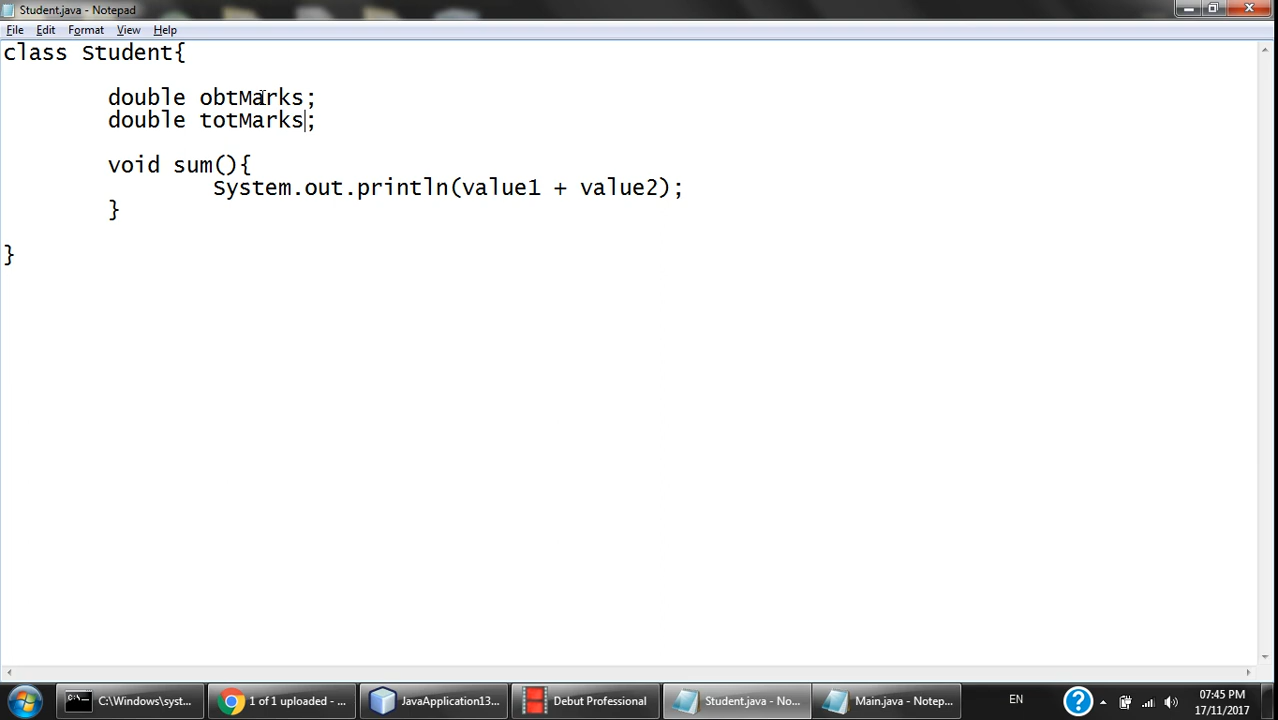 Student.java - Notepad
File Edit Format View Help
class Student{
double obtMarks;
double totMarks;
void sum(){
System.out.println(value1 + value2);
}
}
C:\Windows\syst... 1 of 1 uploaded - ... JavaApplication13... Debut Professional Student.java - No... Main.java - Notep... EN ? 07:45 PM
17/11/2017